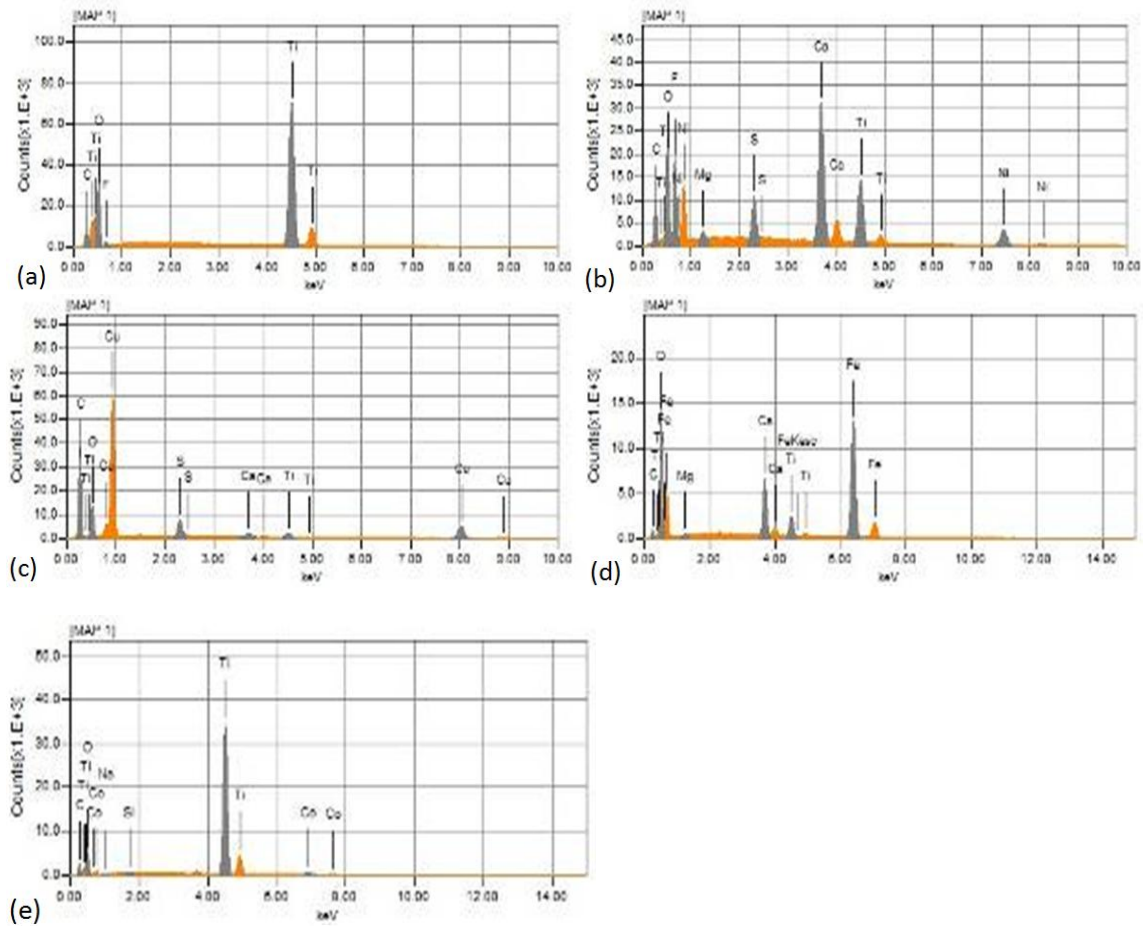 [MAP 1]
Counts[x1.E+3]
100.0
80.0
60.0
40.0
20.0
0.0
Ti
O
Ti
Ti
C
F
Ti
0.00 1.00 2.00 3.00 4.00 5.00 6.00 7.00 8.00 9.00 10.00
keV
(a)
[MAP 1]
Counts[x1.E+3]
45.0
40.0
35.0
30.0
25.0
20.0
15.0
10.0
5.0
0.0
Ca
F
O
Ti
Ni
C
Ti
Ni
Mg
S
S
Ca
Ti
Ti
Ni
Ni
0.00 1.00 2.00 3.00 4.00 5.00 6.00 7.00 8.00 9.00 10.00
keV
(b)
[MAP 1]
Counts[x1.E+3]
90.0
80.0
70.0
60.0
50.0
40.0
30.0
20.0
10.0
0.0
Cu
C
O
Ti
Ti
Cu
S
S
Ca
Ca
Ti
Ti
Cu
Cu
0.00 1.00 2.00 3.00 4.00 5.00 6.00 7.00 8.00 9.00 10.00
keV
(c)
[MAP 1]
Counts[x1.E+3]
20.0
15.0
10.0
5.0
0.0
O
Fe
Fe
Ti
Ti
C
Mg
Ca
FeKesc
Ti
Ca
Ti
Fe
Fe
0.00 2.00 4.00 6.00 8.00 10.00 12.00 14.00
keV
(d)
[MAP 1]
Counts[x1.E+3]
50.0
40.0
30.0
20.0
10.0
0.0
Ti
O
Ti
Na
Ti
Co
C
Co
Si
Ti
Co
Co
0.00 2.00 4.00 6.00 8.00 10.00 12.00 14.00
keV
(e)